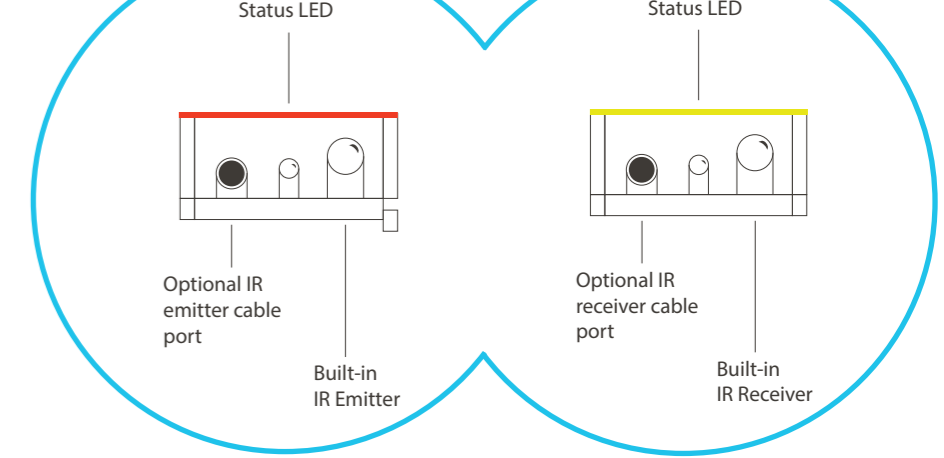 Status LED
Optional IR
emitter cable
port
Built-in
IR Emitter
Status LED
Optional IR
receiver cable
port
Built-in
IR Receiver